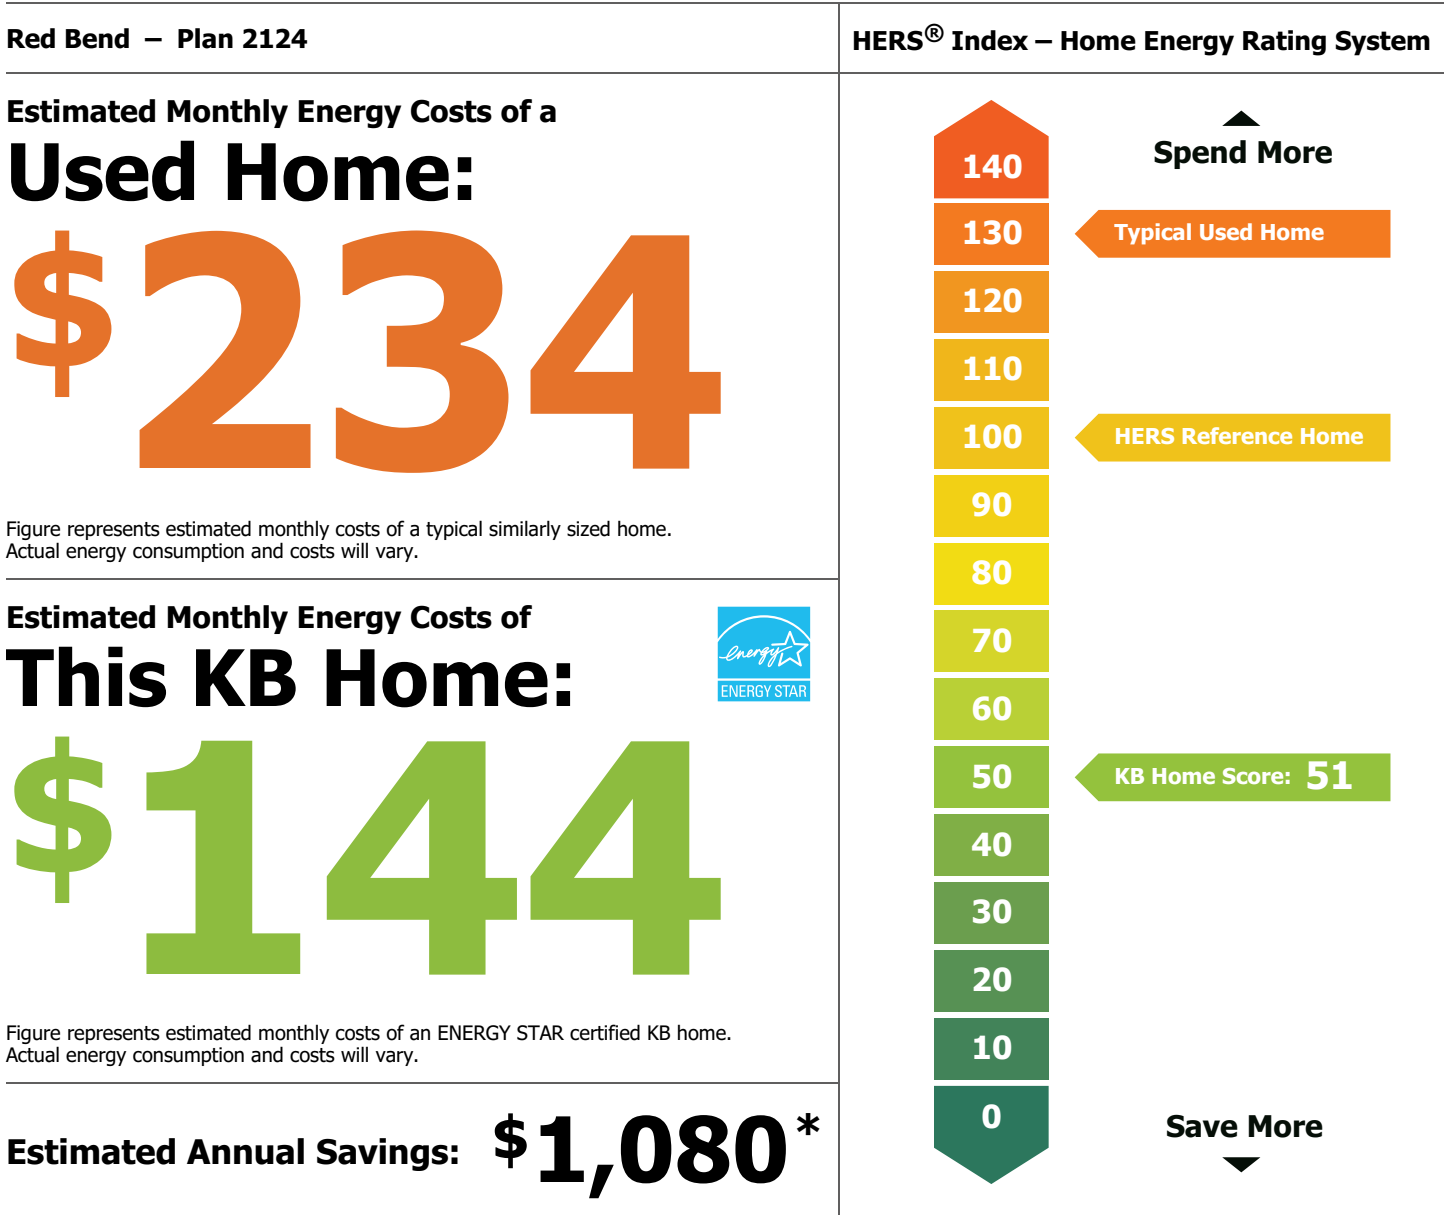 Red Bend – Plan 2124
Estimated Monthly Energy Costs of a
Used Home:
$234
Figure represents estimated monthly costs of a typical similarly sized home.
Actual energy consumption and costs will vary.
Estimated Monthly Energy Costs of
This KB Home:
energy
ENERGY STAR
$144
Figure represents estimated monthly costs of an ENERGY STAR certified KB home.
Actual energy consumption and costs will vary.
Estimated Annual Savings: $1,080*
HERS® Index – Home Energy Rating System
Spend More
140
130 Typical Used Home
120
110
100 HERS Reference Home
90
80
70
60
50 KB Home Score: 51
40
30
20
10
0
Save More